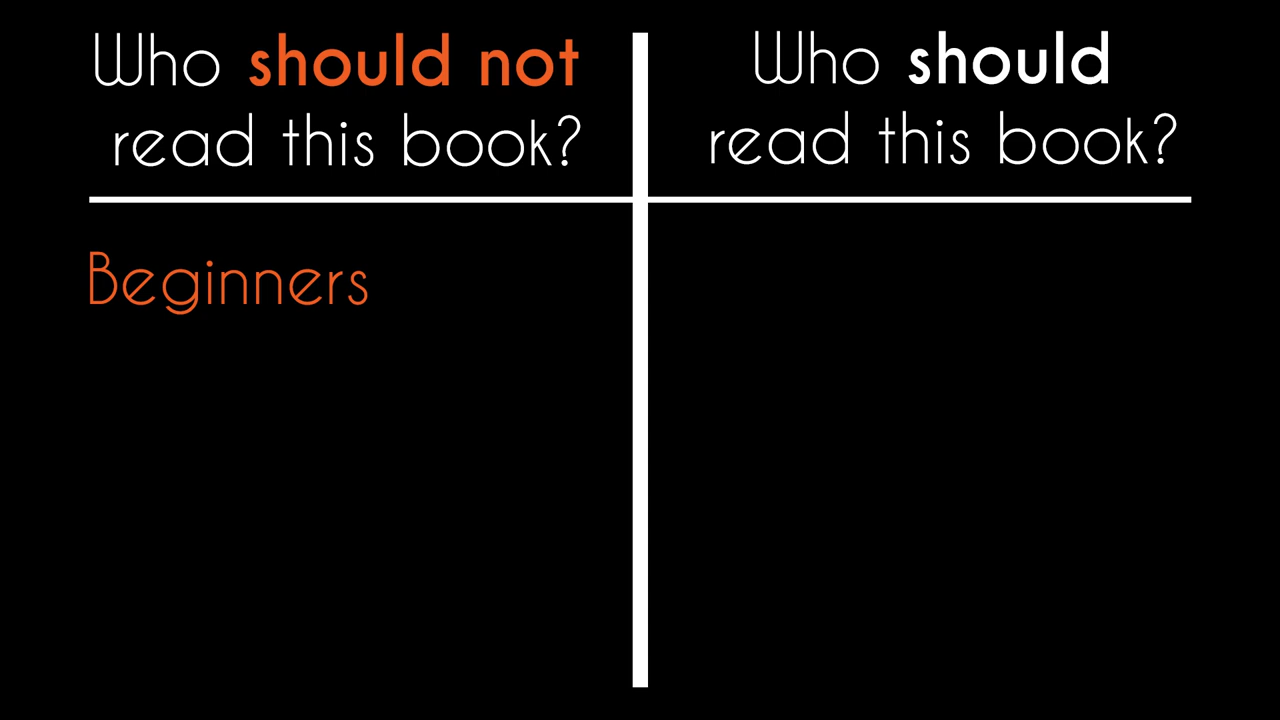 Who should not
read this book?
Who should
read this book?
Beginners